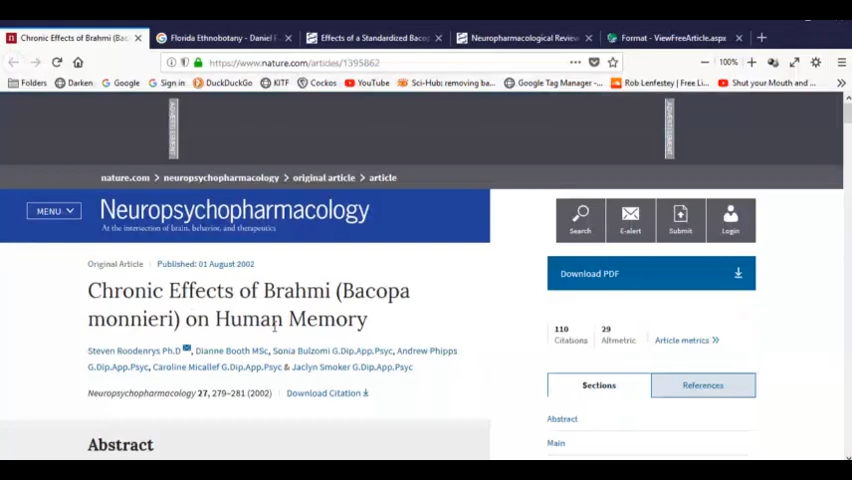 Chronic Effects of Brahmi (Bac
Florida Ethnobotany - Daniel F
Effects of a Standardized Baco
Neuropharmacological Review
Format - ViewFreeArticle.aspx
https://www.nature.com/articles/1395862
100%
Folders
Darken
Google
Sign in
DuckDuckGo
KITF
Cockos
YouTube
Sci-Hub: removing ba...
Google Tag Manager -...
Rob Lenfestey | Free Li...
Shut your Mouth and ...
ADVERTISEMENT
ADVERTISEMENT
nature.com > neuropsychopharmacology > original article > article
MENU
Neuropsychopharmacology
At the intersection of brain, behavior, and therapeutics
Search
E-alert
Submit
Login
Original Article | Published: 01 August 2002
Chronic Effects of Brahmi (Bacopa
monnieri) on Human Memory
Steven Roodenrys Ph.D, Dianne Booth MSc, Sonia Bulzomi G.Dip.App.Psyc, Andrew Phipps
G.Dip.App.Psyc, Caroline Micallef G.Dip.App.Psyc & Jaclyn Smoker G.Dip.App.Psyc
Neuropsychopharmacology 27, 279–281 (2002) | Download Citation
Abstract
Download PDF
110
Citations
29
Altmetric
Article metrics »
Sections
References
Abstract
Main